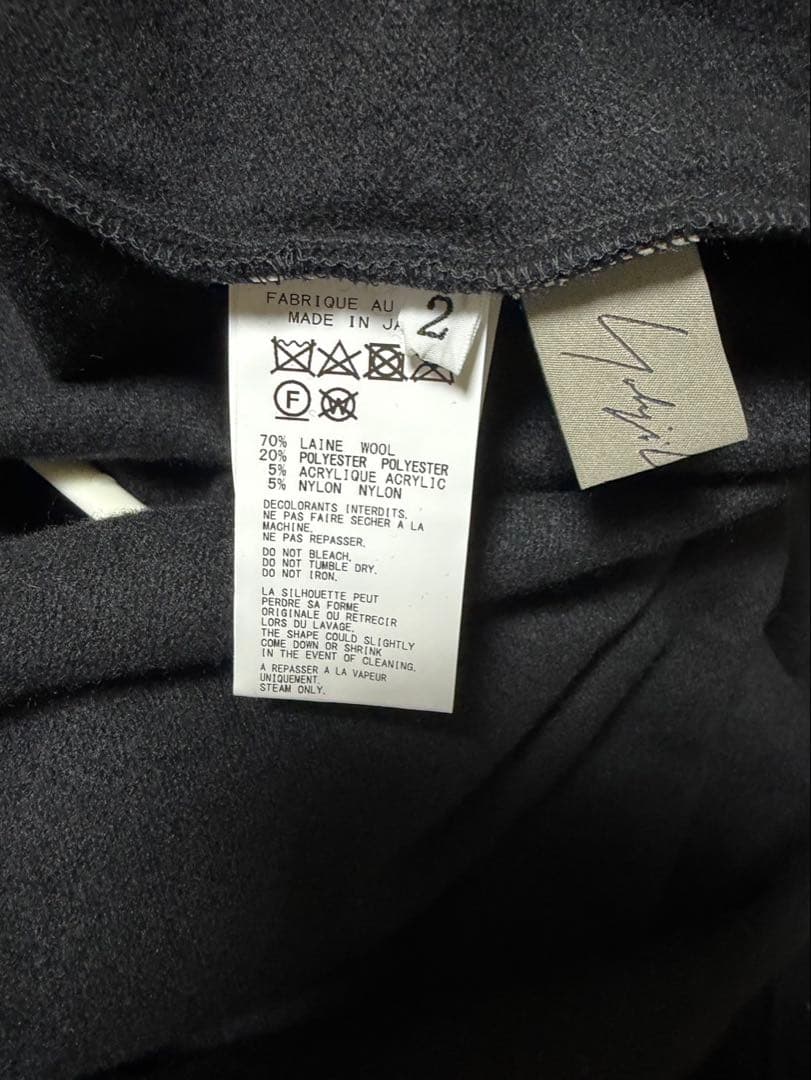 FABRIQUE AU
MADE IN JA
2
F
W
70% LAINE WOOL
20% POLYESTER POLYESTER
5% ACRYLIQUE ACRYLIC
5% NYLON NYLON
DECOLORANTS INTERDITS.
NE PAS FAIRE SECHER A LA
MACHINE.
NE PAS REPASSER.
DO NOT BLEACH.
DO NOT TUMBLE DRY.
DO NOT IRON.
LA SILHOUETTE PEUT
PERDRE SA FORME
ORIGINALE OU RETRECIR
LORS DU LAVAGE.
THE SHAPE COULD SLIGHTLY
COME DOWN OR SHRINK
IN THE EVENT OF CLEANING.
A REPASSER A LA VAPEUR
UNIQUEMENT.
STEAM ONLY.